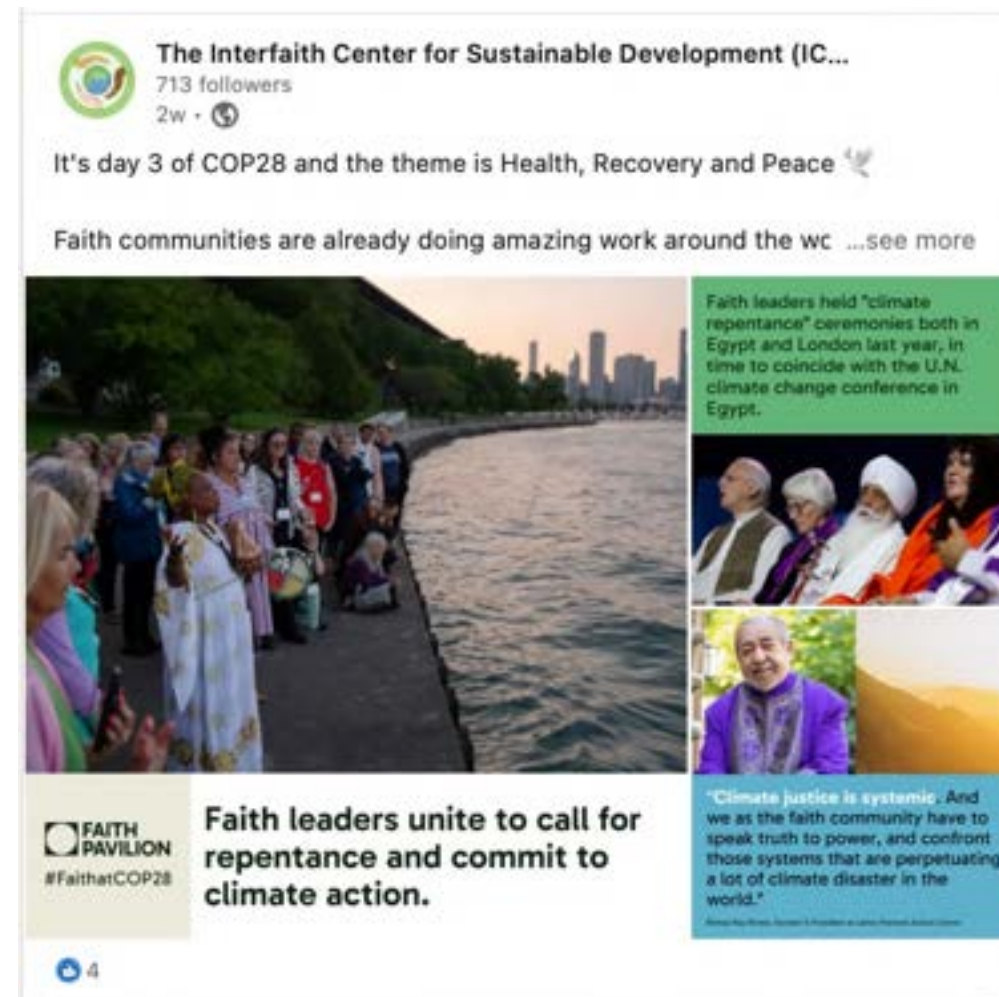 The Interfaith Center for Sustainable Development (IC...
713 followers
2w •
It's day 3 of COP28 and the theme is Health, Recovery and Peace
Faith communities are already doing amazing work around the wc ...see more
Faith leaders held "climate
repentance" ceremonies both in
Egypt and London last year, in
time to coincide with the U.N.
climate change conference in
Egypt.
FAITH
PAVILION
#FaithatCOP28
Faith leaders unite to call for
repentance and commit to
climate action.
"Climate justice is systemic. And
we as the faith community have to
speak truth to power, and confront
those systems that are perpetuating
a lot of climate disaster in the
world."
4